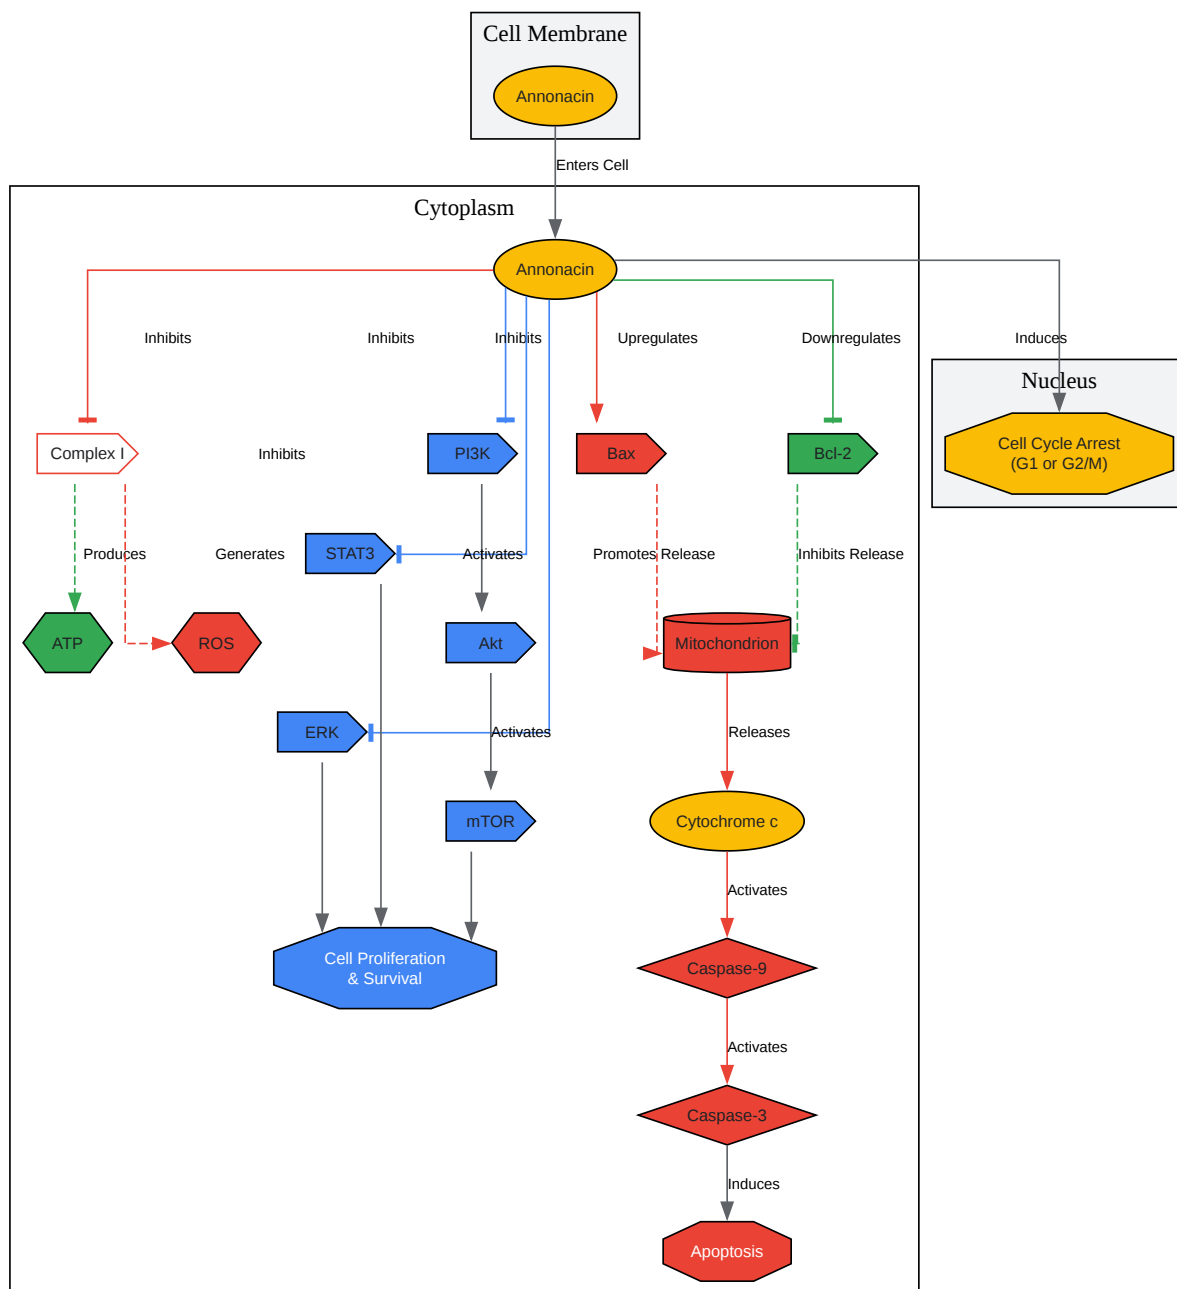 Cell Membrane
Annonacin
Enters Cell
Cytoplasm
Annonacin
Inhibits
Inhibits
Inhibits
Upregulates
Downregulates
Induces
Nucleus
Complex I
Inhibits
PI3K
Bax
Bcl-2
Cell Cycle Arrest
(G1 or G2/M)
Produces
Generates
STAT3
Activates
Promotes Release
Inhibits Release
ATP
ROS
Akt
Mitochondrion
ERK
Activates
Releases
mTOR
Cytochrome c
Activates
Cell Proliferation
& Survival
Caspase-9
Activates
Caspase-3
Induces
Apoptosis